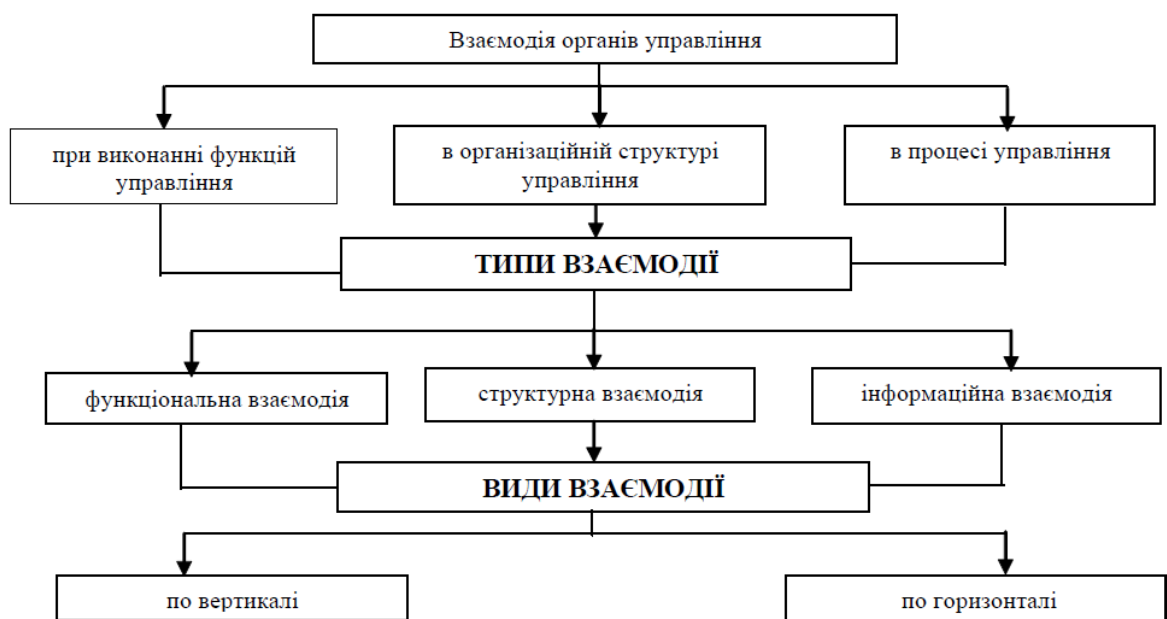 Взаємодія органів управління
при виконанні функцій
управління
в організаційній структурі
управління
в процесі управління
ТИПИ ВЗАЄМОДІЇ
функціональна взаємодія
структурна взаємодія
інформаційна взаємодія
ВИДИ ВЗАЄМОДІЇ
по вертикалі
по горизонталі